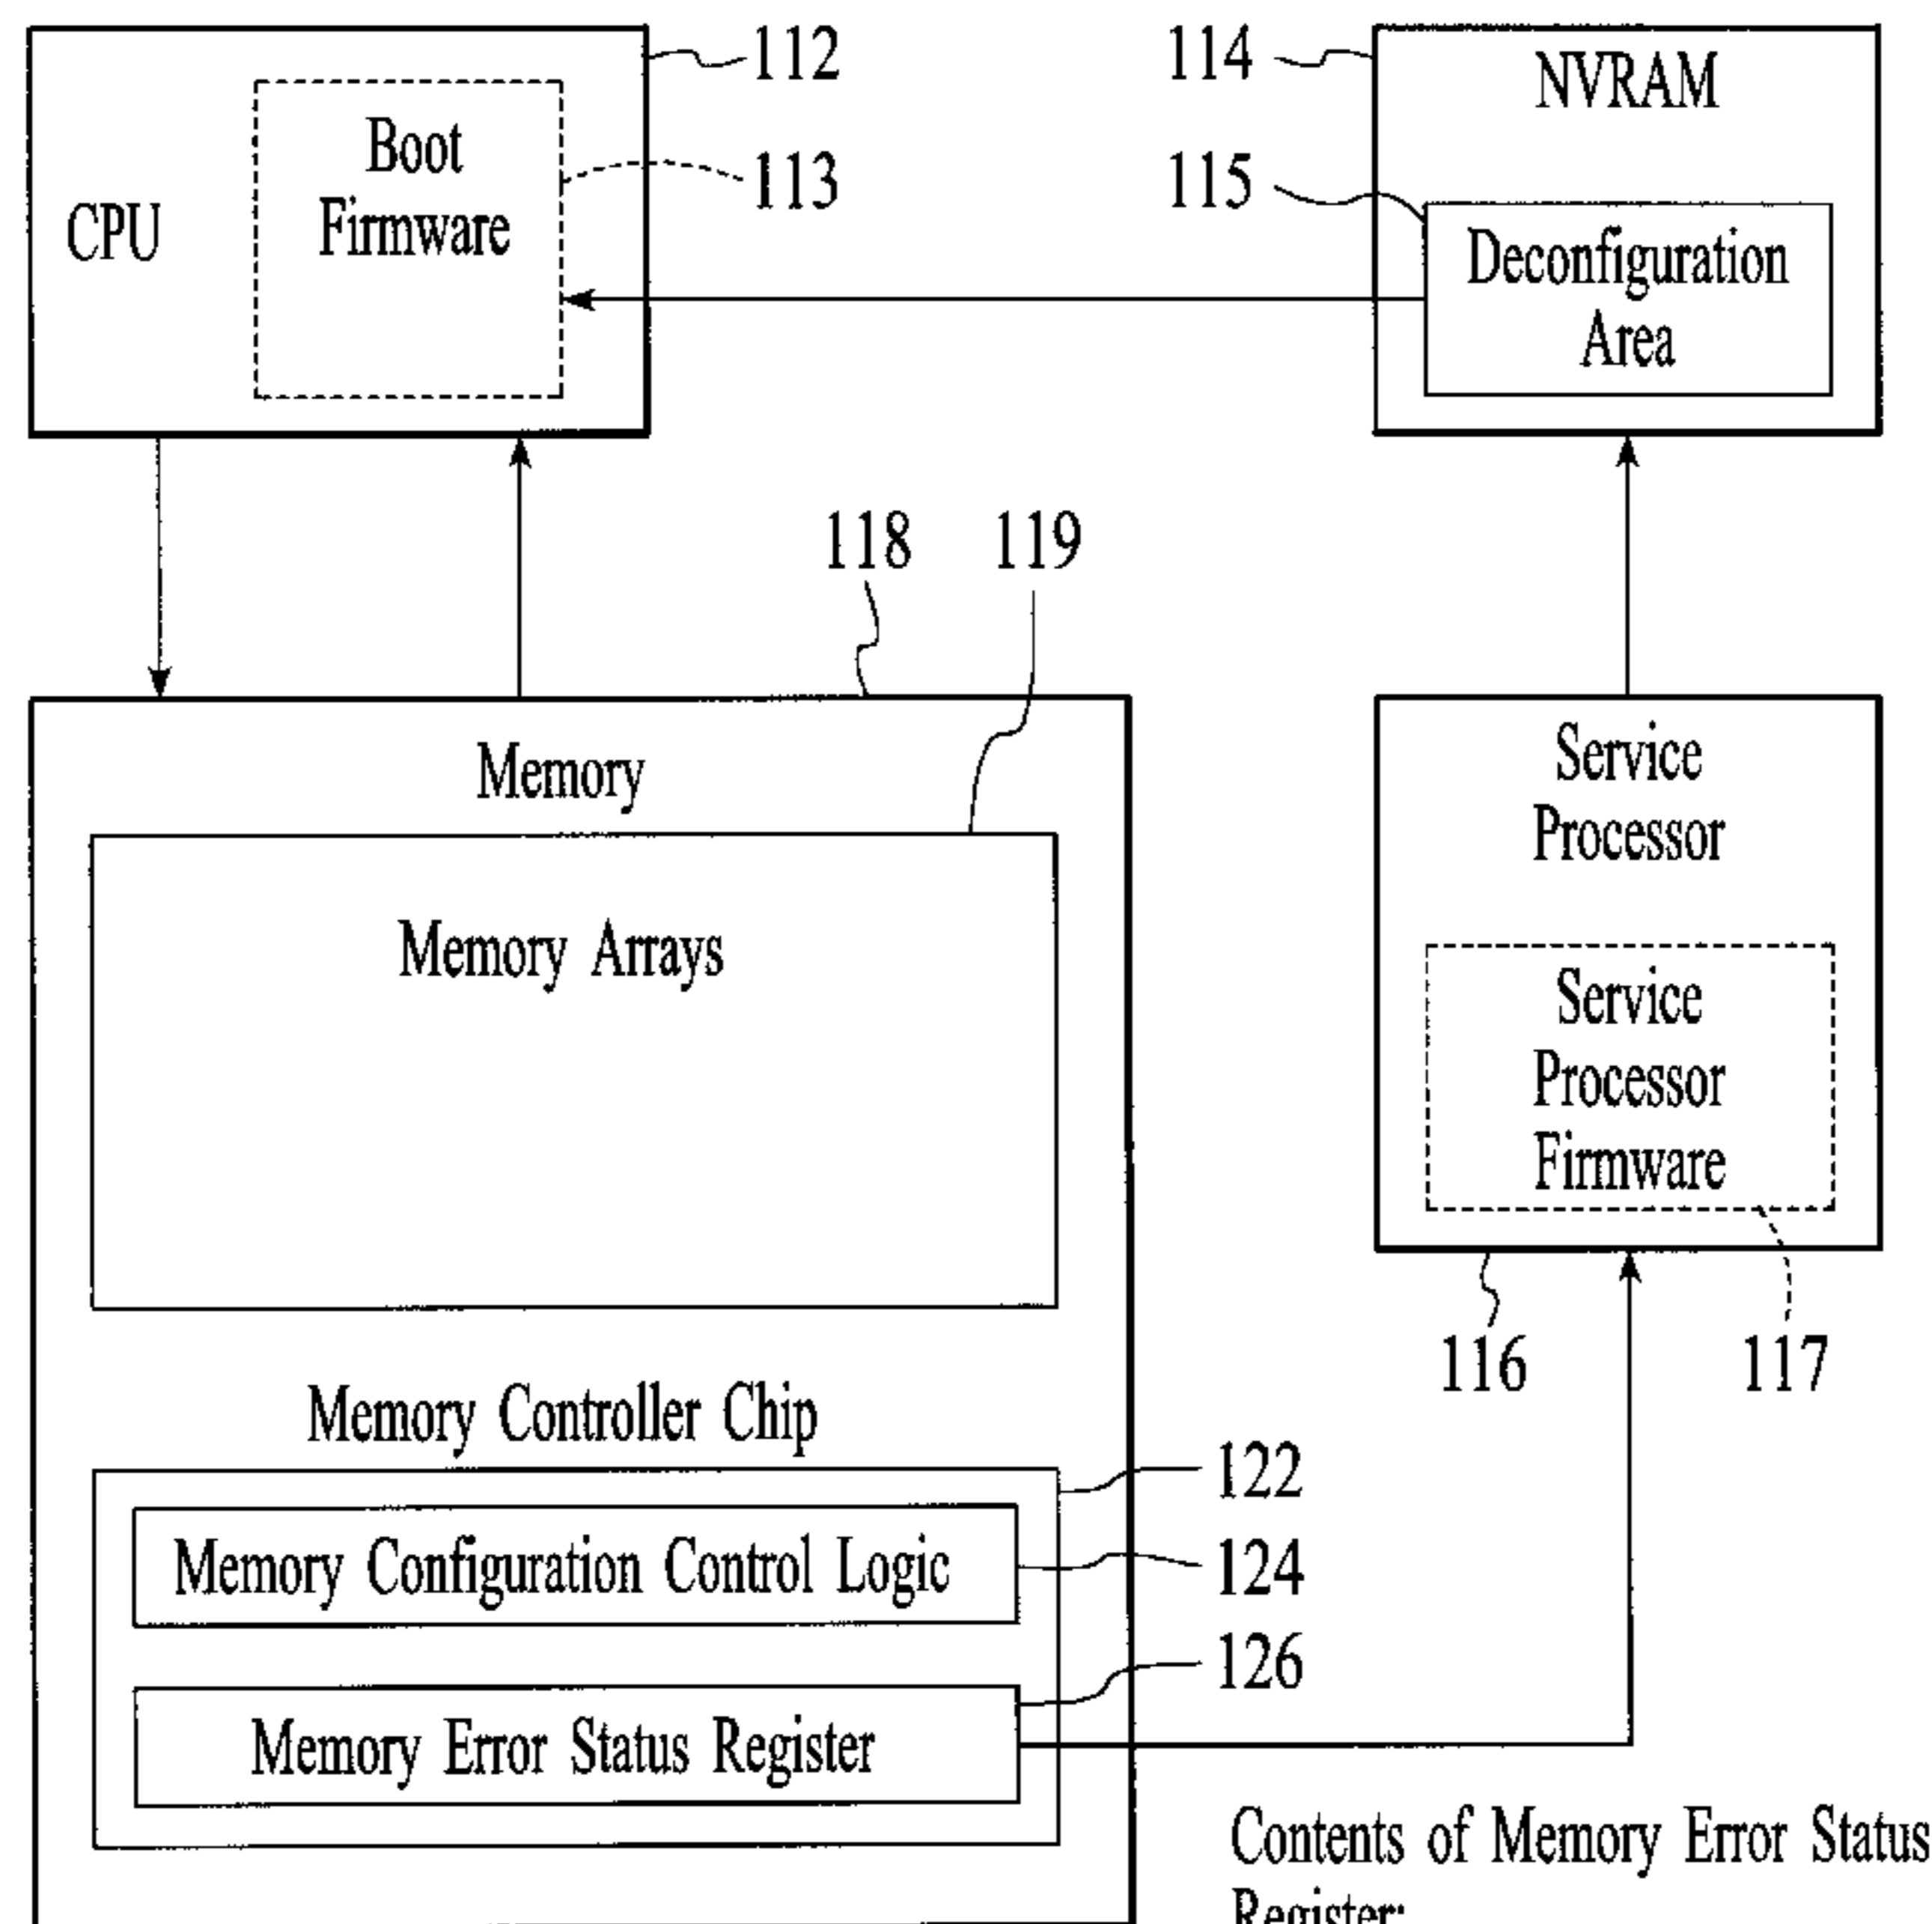 112
114
NVRAM
Boot
Firmware
113
115
CPU
Deconfiguration
Area
118
119
Memory
Service
Processor
Memory Arrays
Service
Processor
Firmware
116
117
Memory Controller Chip
122
Memory Configuration Control Logic
124
126
Memory Error Status Register
Contents of Memory Error Status
Register: